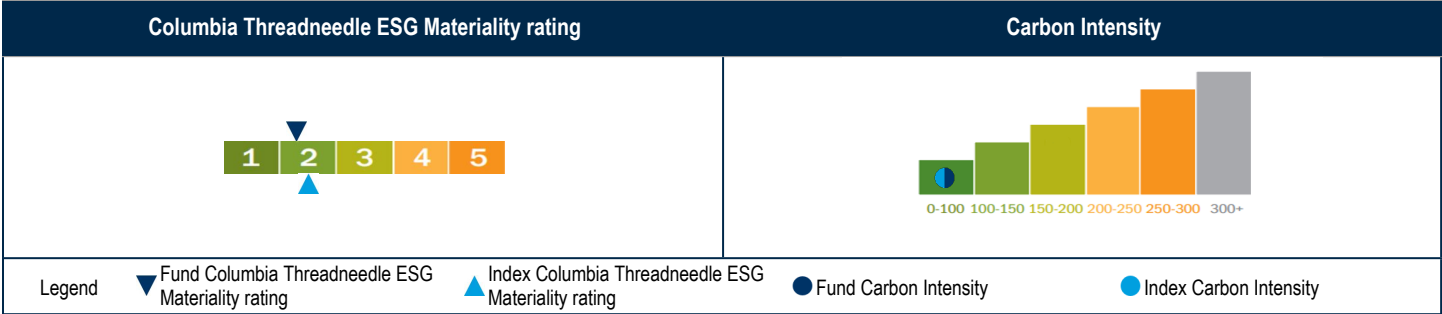 Columbia Threadneedle ESG Materiality rating
Carbon Intensity
1 2 3 4 5
0-100 100-150 150-200 200-250 250-300 300+
Legend
Fund Columbia Threadneedle ESG
Materiality rating
Index Columbia Threadneedle ESG
Materiality rating
Fund Carbon Intensity
Index Carbon Intensity